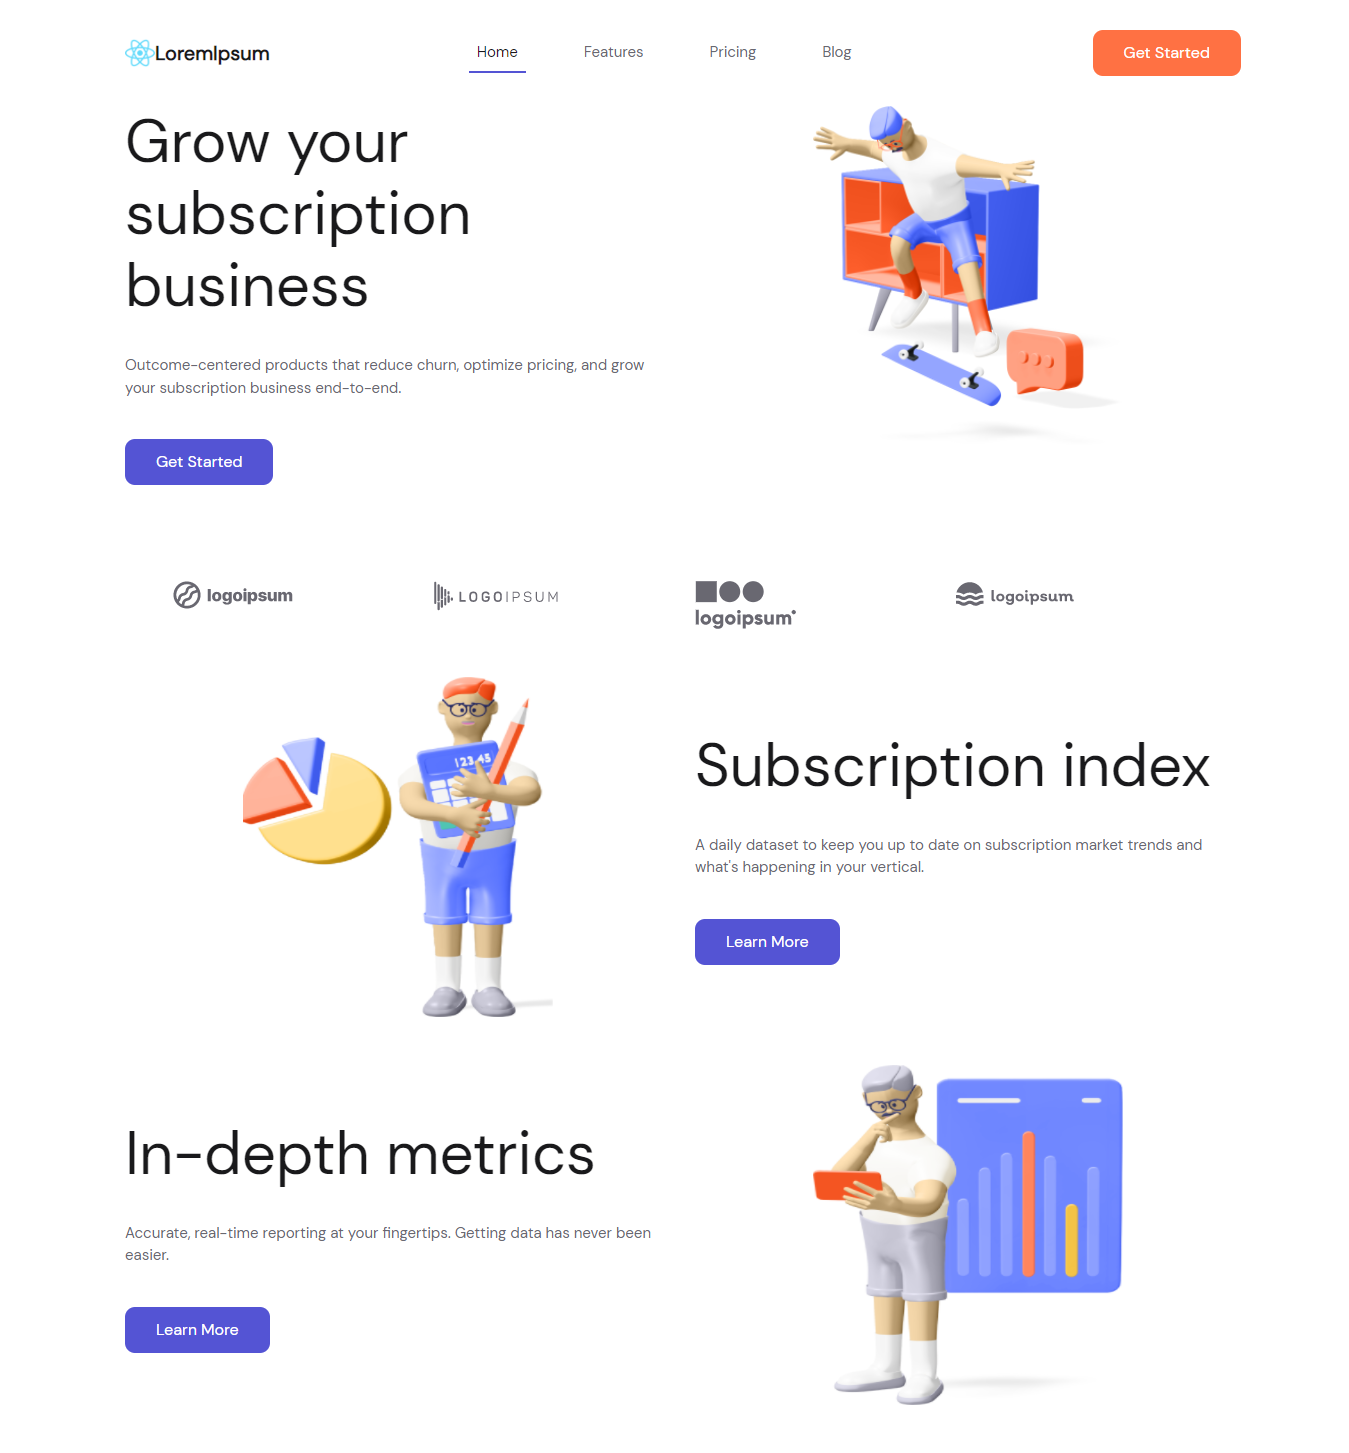 LoremIpsum
Home
Features
Pricing
Blog
Get Started
Grow your
subscription
business
Outcome-centered products that reduce churn, optimize pricing, and grow
your subscription business end-to-end.
Get Started
logoipsum
LOGOIPSUM
logoipsum
logoipsum
123.45
Subscription index
A daily dataset to keep you up to date on subscription market trends and
what's happening in your vertical.
Learn More
In-depth metrics
Accurate, real-time reporting at your fingertips. Getting data has never been
easier.
Learn More